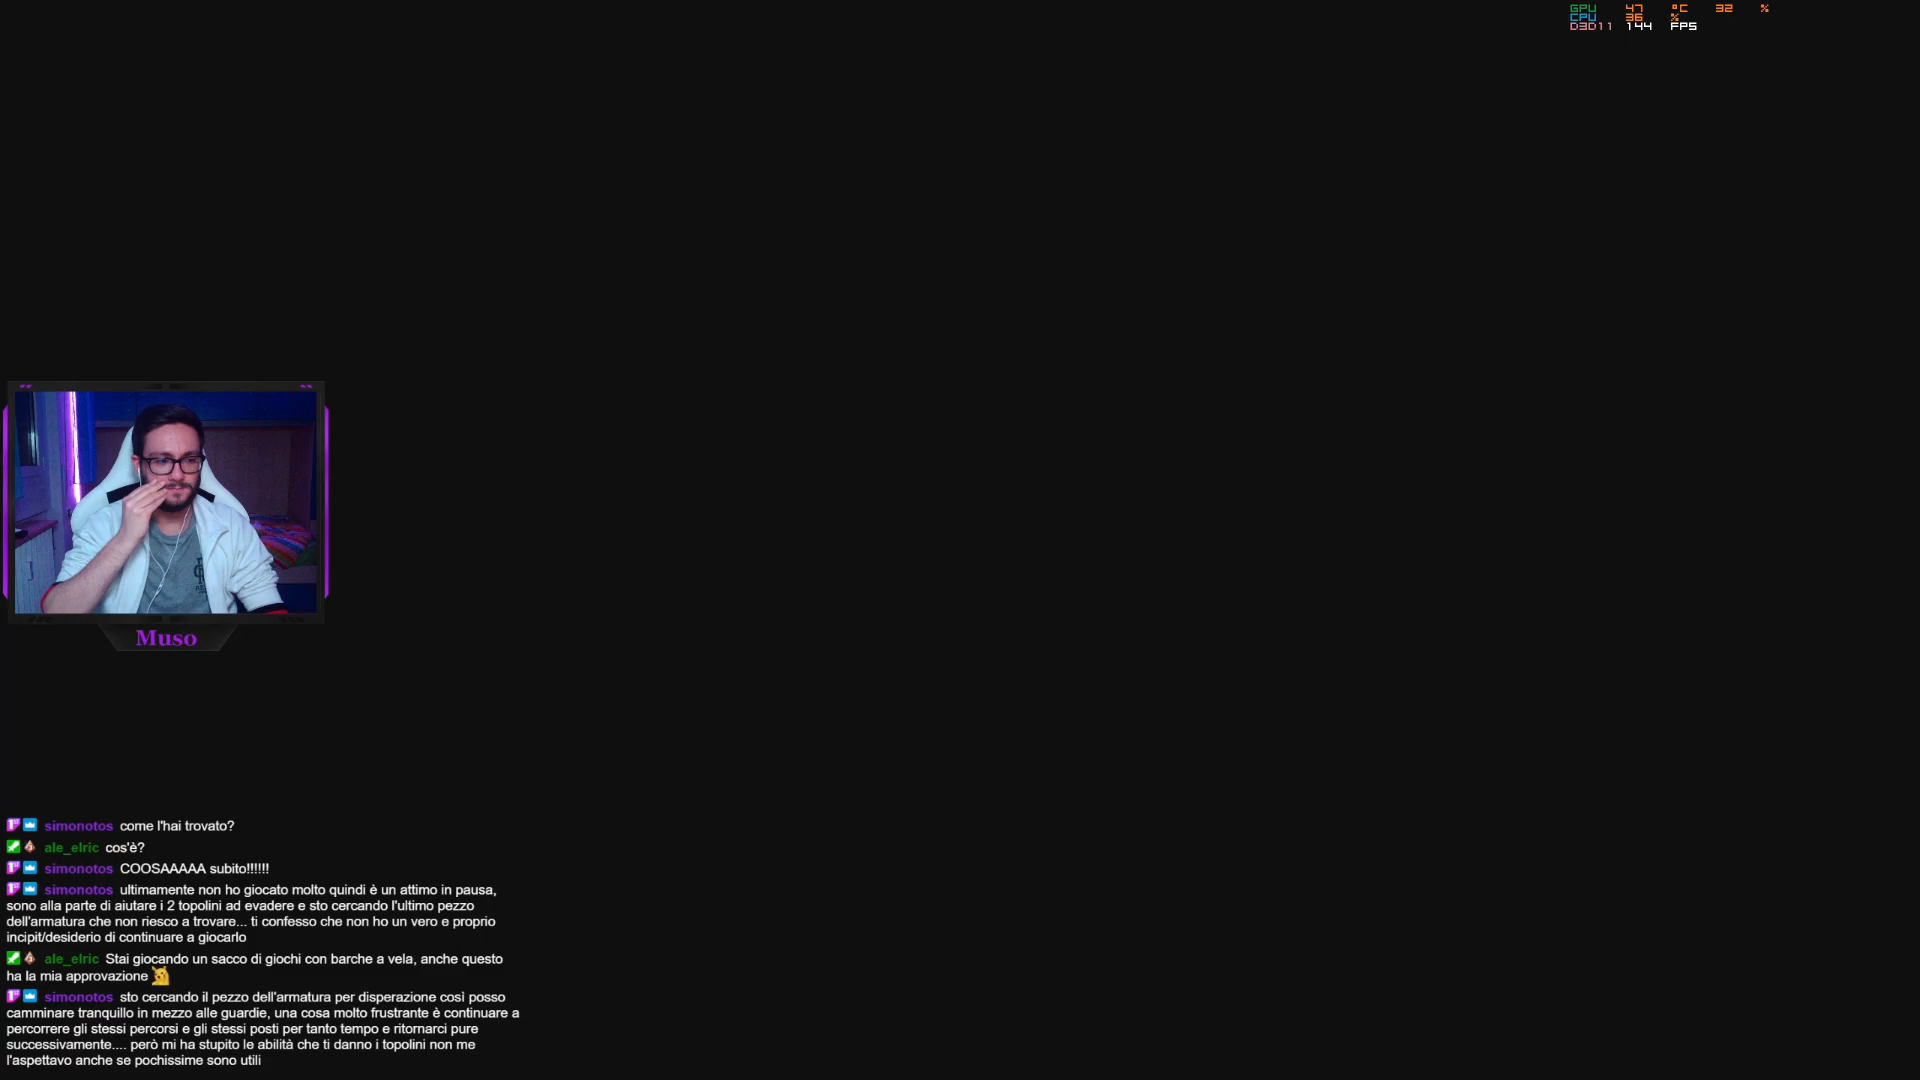 GPU 47 °C 32 %
CPU 36 %
D3D11 144 FPS
Muso
simonotos come l'hai trovato?
ale_elric cos'è?
simonotos COOSAAAAA subito!!!!!!
simonotos ultimamente non ho giocato molto quindi è un attimo in pausa,
sono alla parte di aiutare i 2 topolini ad evadere e sto cercando l'ultimo pezzo
dell'armatura che non riesco a trovare... ti confesso che non ho un vero e proprio
incipit/desiderio di continuare a giocarlo
ale_elric Stai giocando un sacco di giochi con barche a vela, anche questo
ha la mia approvazione
simonotos sto cercando il pezzo dell'armatura per disperazione così posso
camminare tranquillo in mezzo alle guardie, una cosa molto frustrante è continuare a
percorrere gli stessi percorsi e gli stessi posti per tanto tempo e ritornarci pure
successivamente.... però mi ha stupito le abilità che ti danno i topolini non me
l'aspettavo anche se pochissime sono utili